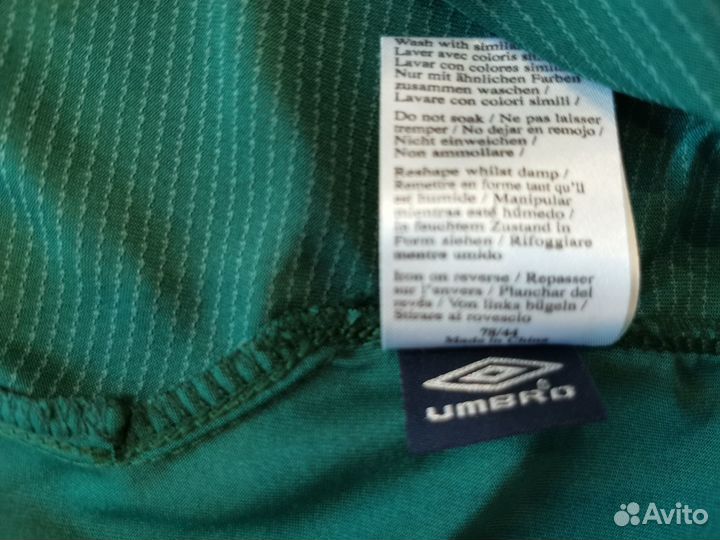 Wash with similar
Laver avec coloris sim
Lavar con colores simil
Nur mit ähnlichen Farben
zusammen waschen /
Lavare con colori simili /
Do not soak / Ne pas laisser
tremper / No dejar en remojo /
Nicht einweichen /
Non ammollare /
Reshape whilst damp /
Remettre en forme tant qu'il
est humide / Manipular
mientras esté húmedo /
in feuchtem Zustand in
Form ziehen / Rifoggiare
mentre umido
Iron on reverse / Repasser
sur l'envers / Planchar del
revés / Von links bügeln /
Stirare al rovescio
78/44
Made in China
UMBRO
Avito